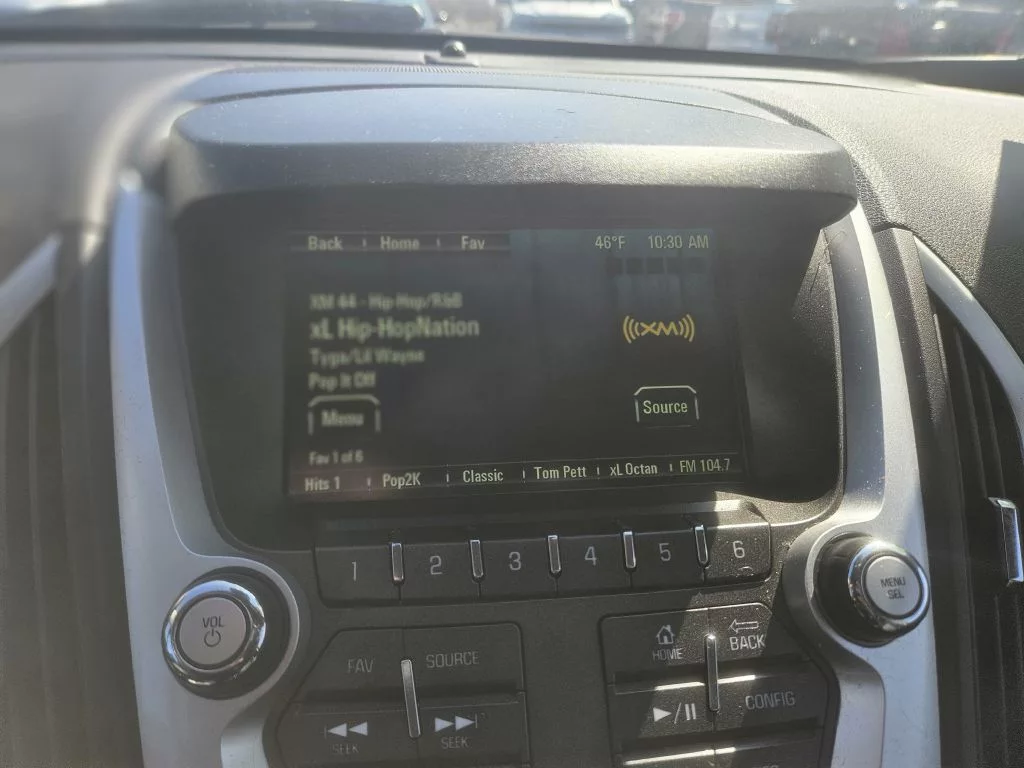 Back Home Fav 46°F 10:30 AM
XM 44 - Hip-Hop/R&B
xL Hip-HopNation
((XM))
Tyga/Lil Wayne
Pop It Off
Menu
Source
Fav 1 of 6
Hits 1 Pop2K Classic Tom Pett xL Octan FM 104.7
1 2 3 4 5 6
VOL
MENU
SEL
FAV SOURCE
HOME BACK
SEEK SEEK
CONFIG